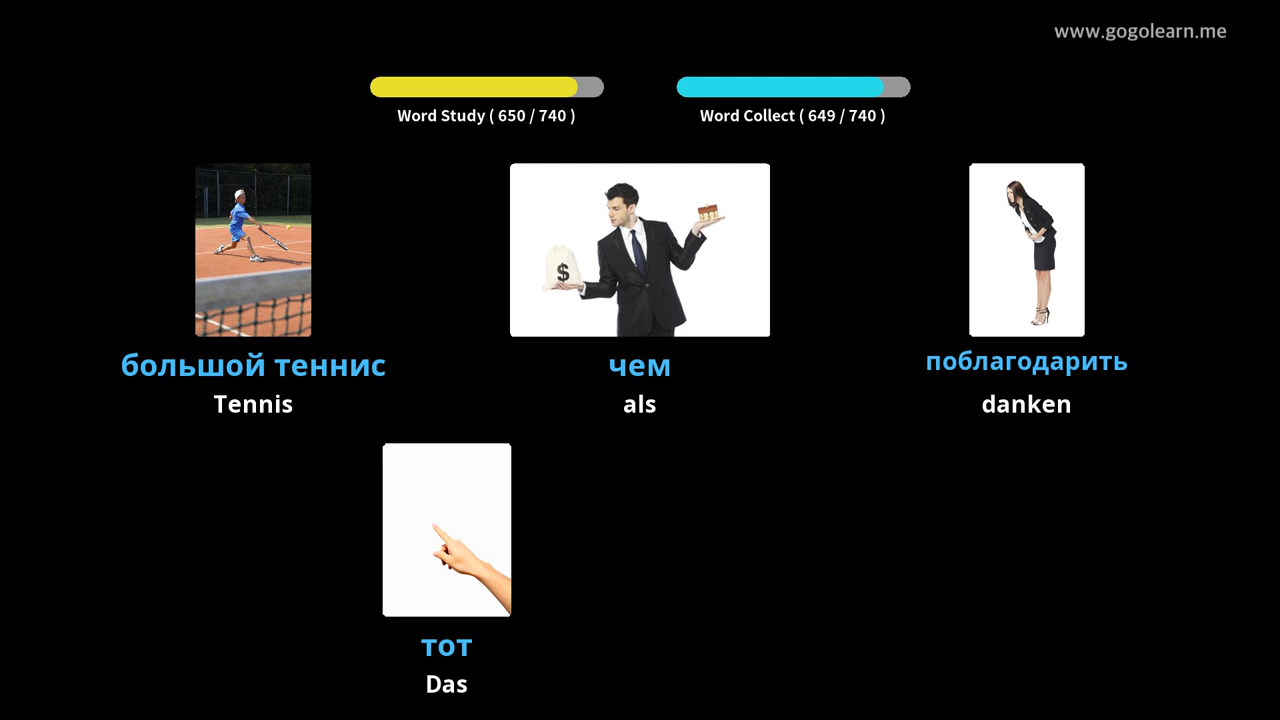 www.gogolearn.me
Word Study ( 650 / 740 )
Word Collect ( 649 / 740 )
$
большой теннис
чем
поблагодарить
Tennis
als
danken
тот
Das